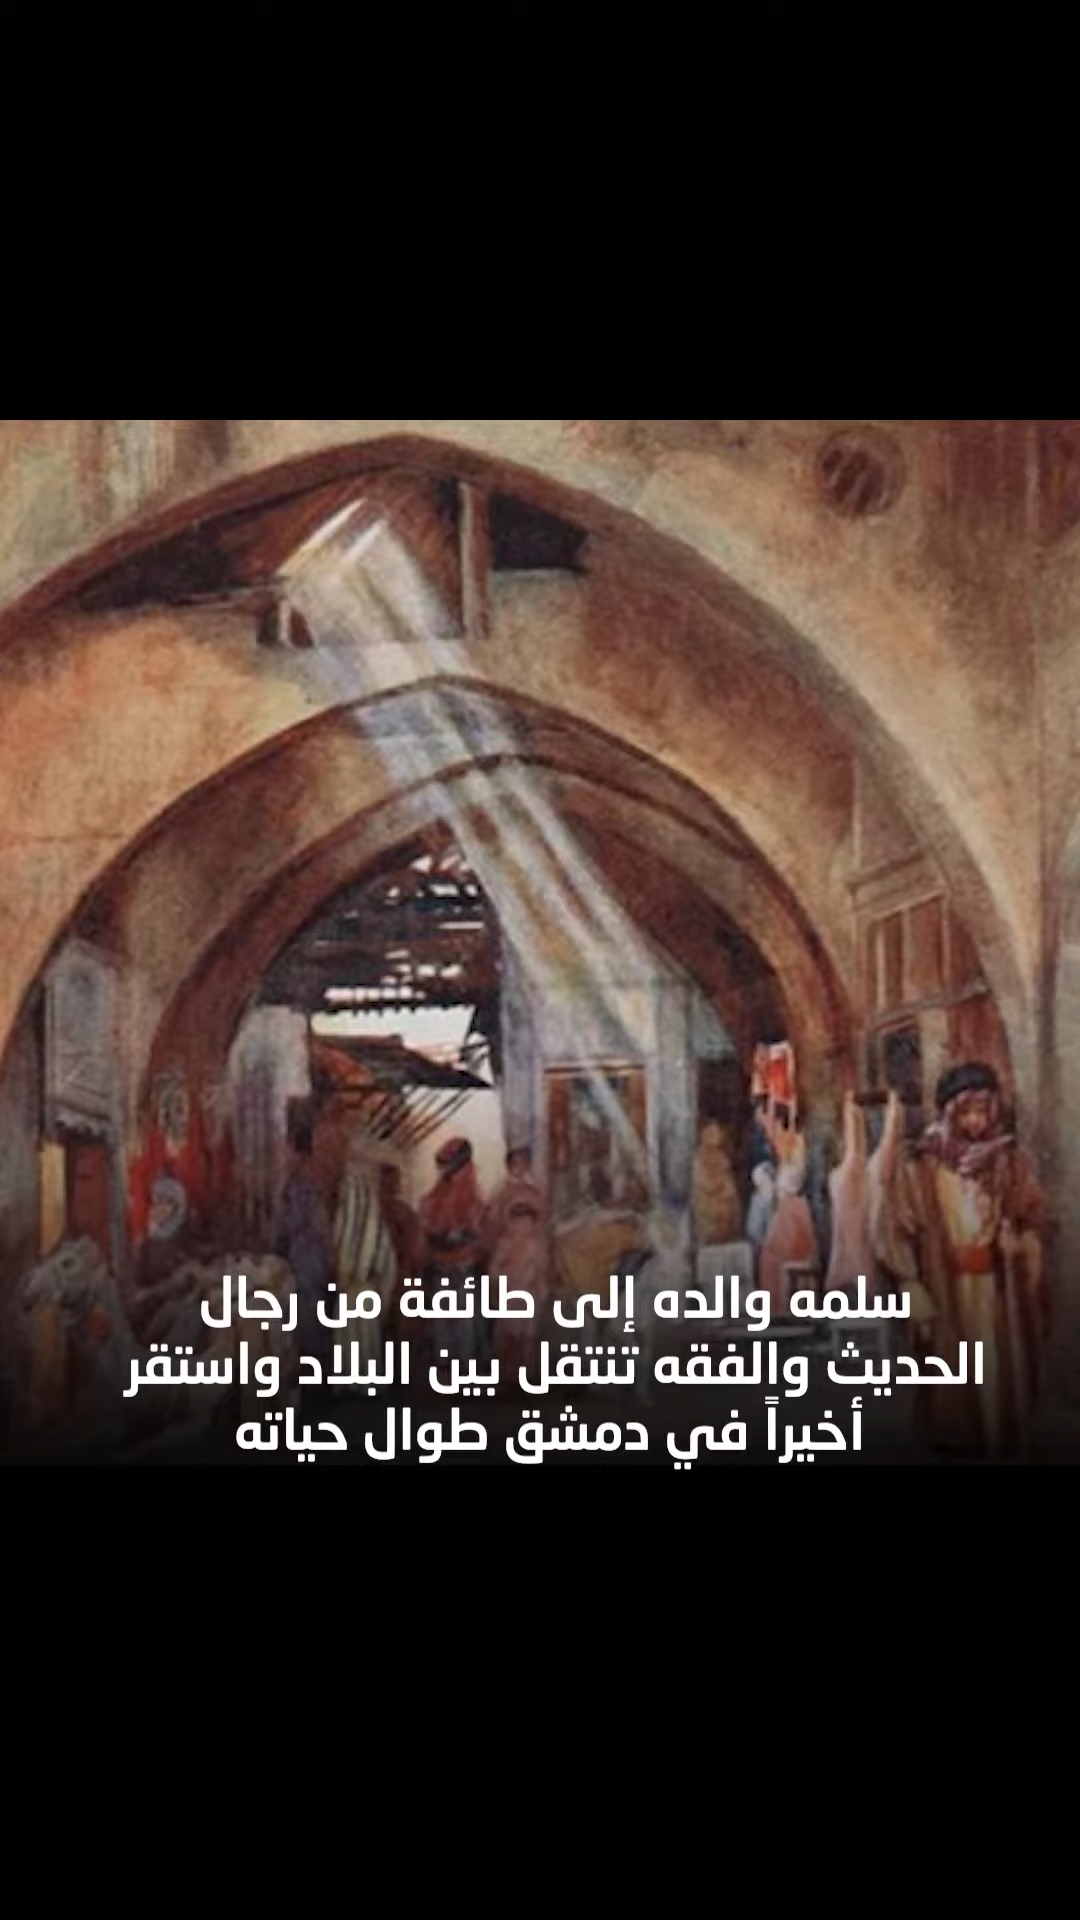 سلمه والده إلى طائفة من رجال
الحديث والفقه تنتقل بين البلاد واستقر
أخيراً في دمشق طوال حياته